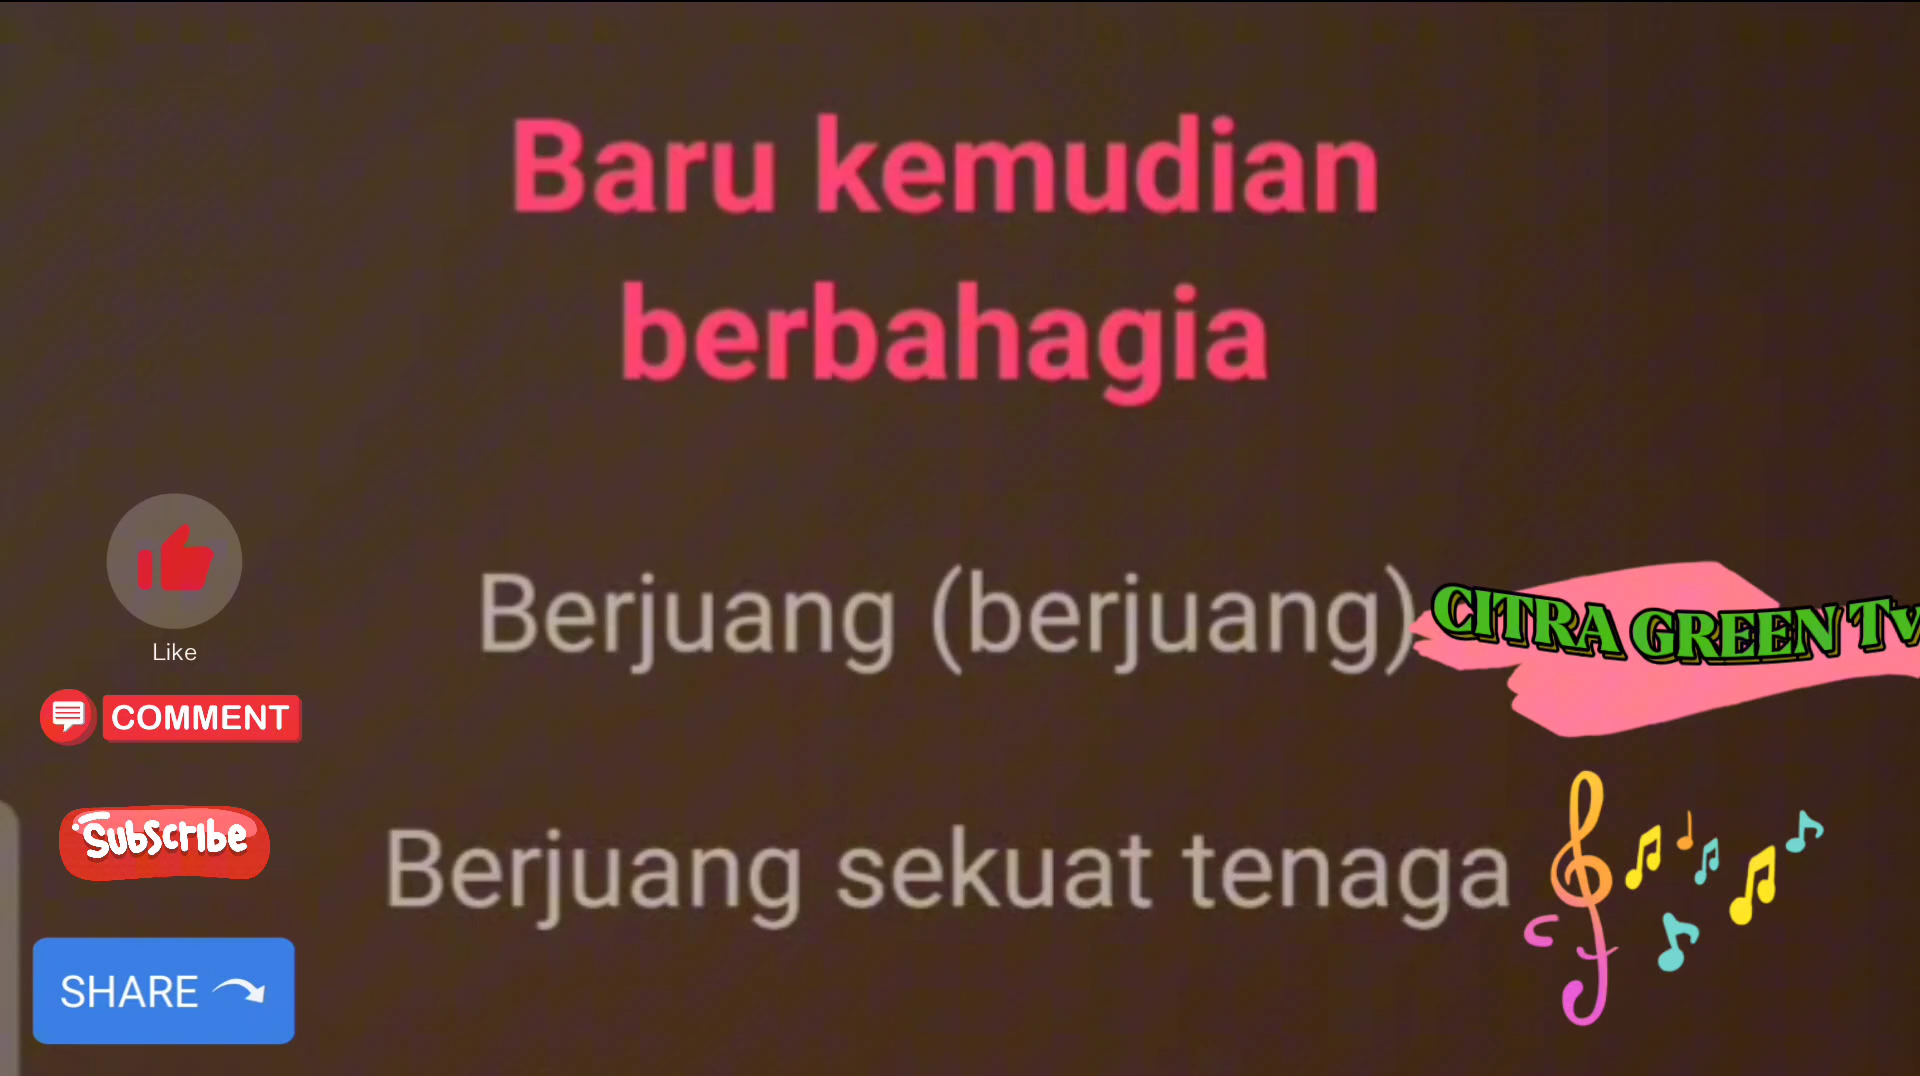 Baru kemudian
berbahagia
Berjuang (berjuang)
Berjuang sekuat tenaga
CITRA GREEN Tv
Like
COMMENT
Subscribe
SHARE